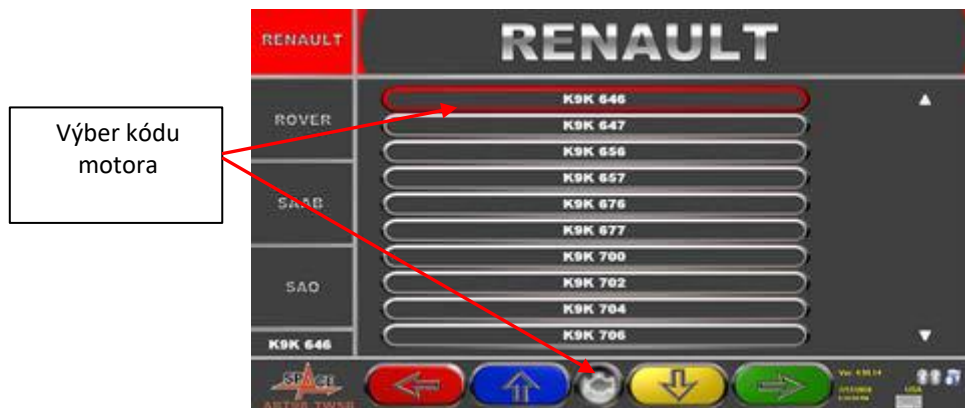 RENAULT
RENAULT
Výber kódu
motora
ROVER
SAAB
SAO
K9K 646
K9K 646
K9K 647
K9K 656
K9K 657
K9K 676
K9K 677
K9K 700
K9K 702
K9K 704
K9K 706
SPACE
USA